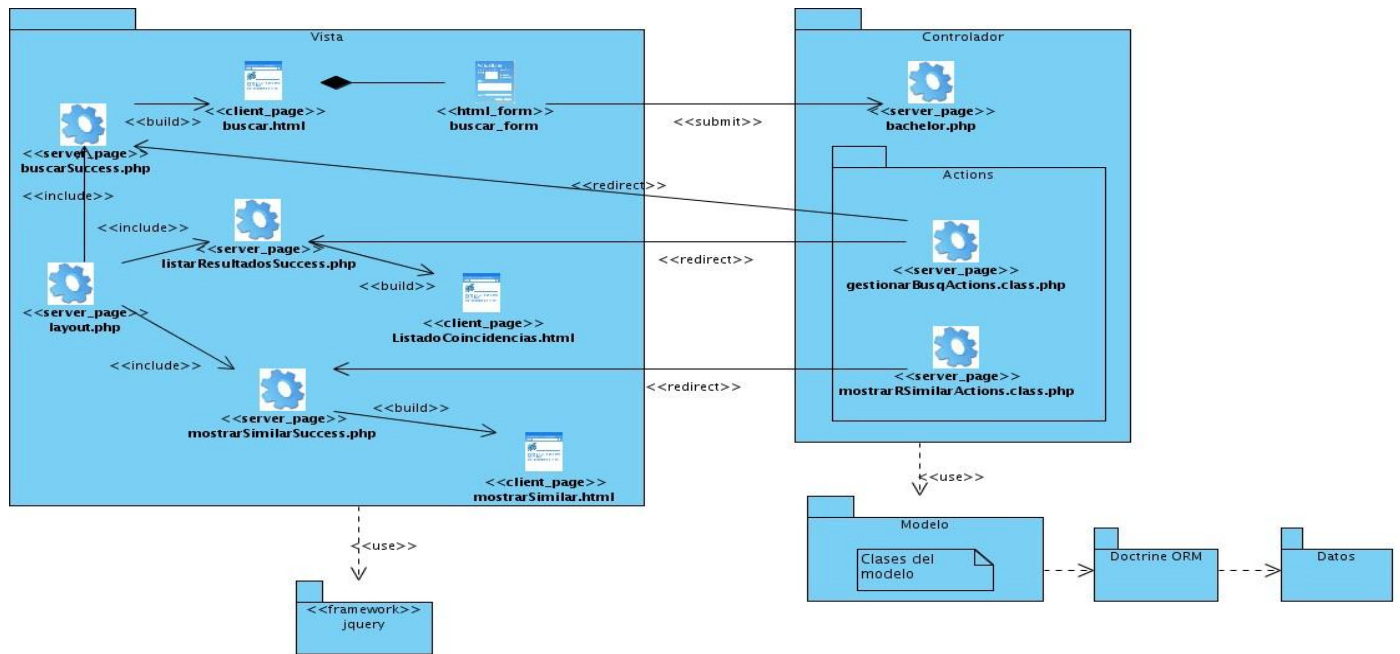 Vista
<<client_page>>
buscar.html
<<html_form>>
buscar_form
<<build>>
<<server_page>>
buscarSuccess.php
<<include>>
<<include>>
<<server_page>>
listarResultadosSuccess.php
<<build>>
<<server_page>>
layout.php
<<client_page>>
ListadoCoincidencias.html
<<include>>
<<server_page>>
mostrarSimilarSuccess.php
<<build>>
<<client_page>>
mostrarSimilar.html
<<submit>>
<<redirect>>
<<redirect>>
<<redirect>>
Controlador
<<server_page>>
bachelor.php
Actions
<<server_page>>
gestionarBusqActions.class.php
<<server_page>>
mostrarRSimilarActions.class.php
<<use>>
<<use>>
<<framework>>
jquery
Modelo
Clases del
modelo
Doctrine ORM
Datos